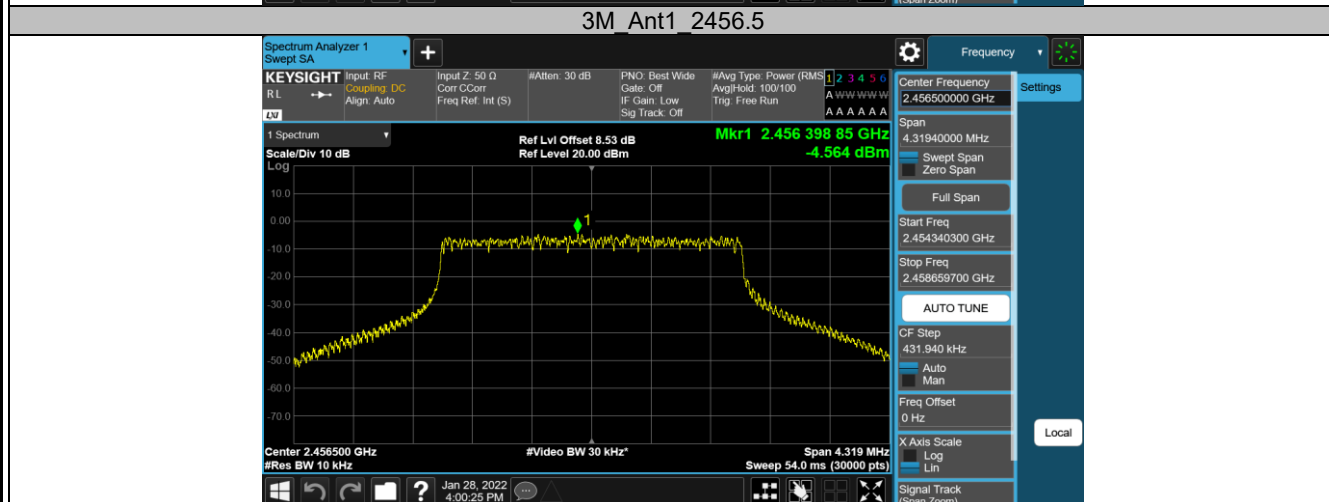 (Span Zoom)
3M_Ant1_2456.5
Spectrum Analyzer 1
Swept SA
+
Frequency
KEYSIGHT Input: RF Input Z: 50 Ω #Atten: 30 dB PNO: Best Wide #Avg Type: Power (RMS 1 2 3 4 5 6
RL Coupling: DC Corr CCorr Gate: Off Avg|Hold: 100/100 A W W W W W
Align: Auto Freq Ref: Int (S) IF Gain: Low Trig: Free Run
LXI Sig Track: Off A A A A A A
1 Spectrum Ref Lvl Offset 8.53 dB Mkr1 2.456 398 85 GHz
Scale/Div 10 dB Ref Level 20.00 dBm -4.564 dBm
Log
10.0
0.00
1
-10.0
-20.0
-30.0
-40.0
-50.0
-60.0
-70.0
Center 2.456500 GHz #Video BW 30 kHz* Span 4.319 MHz
#Res BW 10 kHz Sweep 54.0 ms (30000 pts)
Center Frequency
2.456500000 GHz
Settings
Span
4.31940000 MHz
Swept Span
Zero Span
Full Span
Start Freq
2.454340300 GHz
Stop Freq
2.458659700 GHz
AUTO TUNE
CF Step
431.940 kHz
Auto
Man
Freq Offset
0 Hz
X Axis Scale
Log
Lin
Local
Signal Track
(Span Zoom)
? Jan 28, 2022
4:00:25 PM